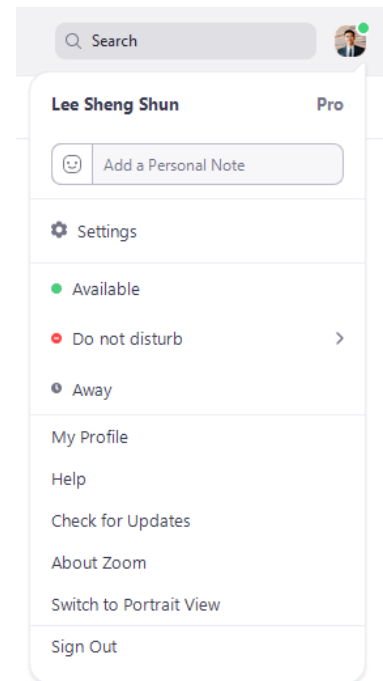 Search
Lee Sheng Shun Pro
Add a Personal Note
Settings
Available
Do not disturb
Away
My Profile
Help
Check for Updates
About Zoom
Switch to Portrait View
Sign Out